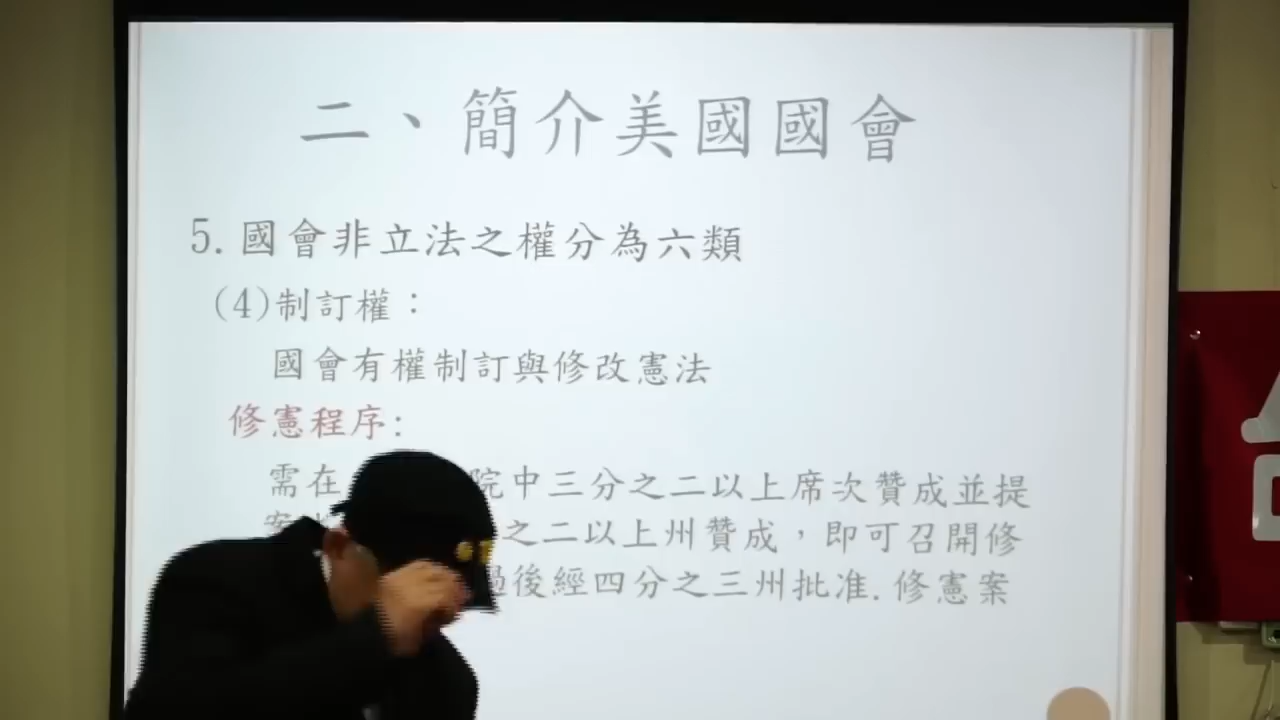 二、簡介美國國會
5.國會非立法之權分為六類
(4)制訂權：
國會有權制訂與修改憲法
修憲程序:
需在 院中三分之二以上席次贊成並提
之二以上州贊成，即可召開修
過後經四分之三州批准.修憲案